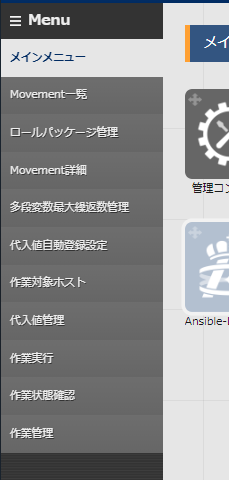 Menu
メインメニュー
Movement一覧
ロールパッケージ管理
Movement詳細
多段変数最大繰返数管理
代入値自動登録設定
作業対象ホスト
代入値管理
作業実行
作業状態確認
作業管理
メイ
管理コン
Ansible-